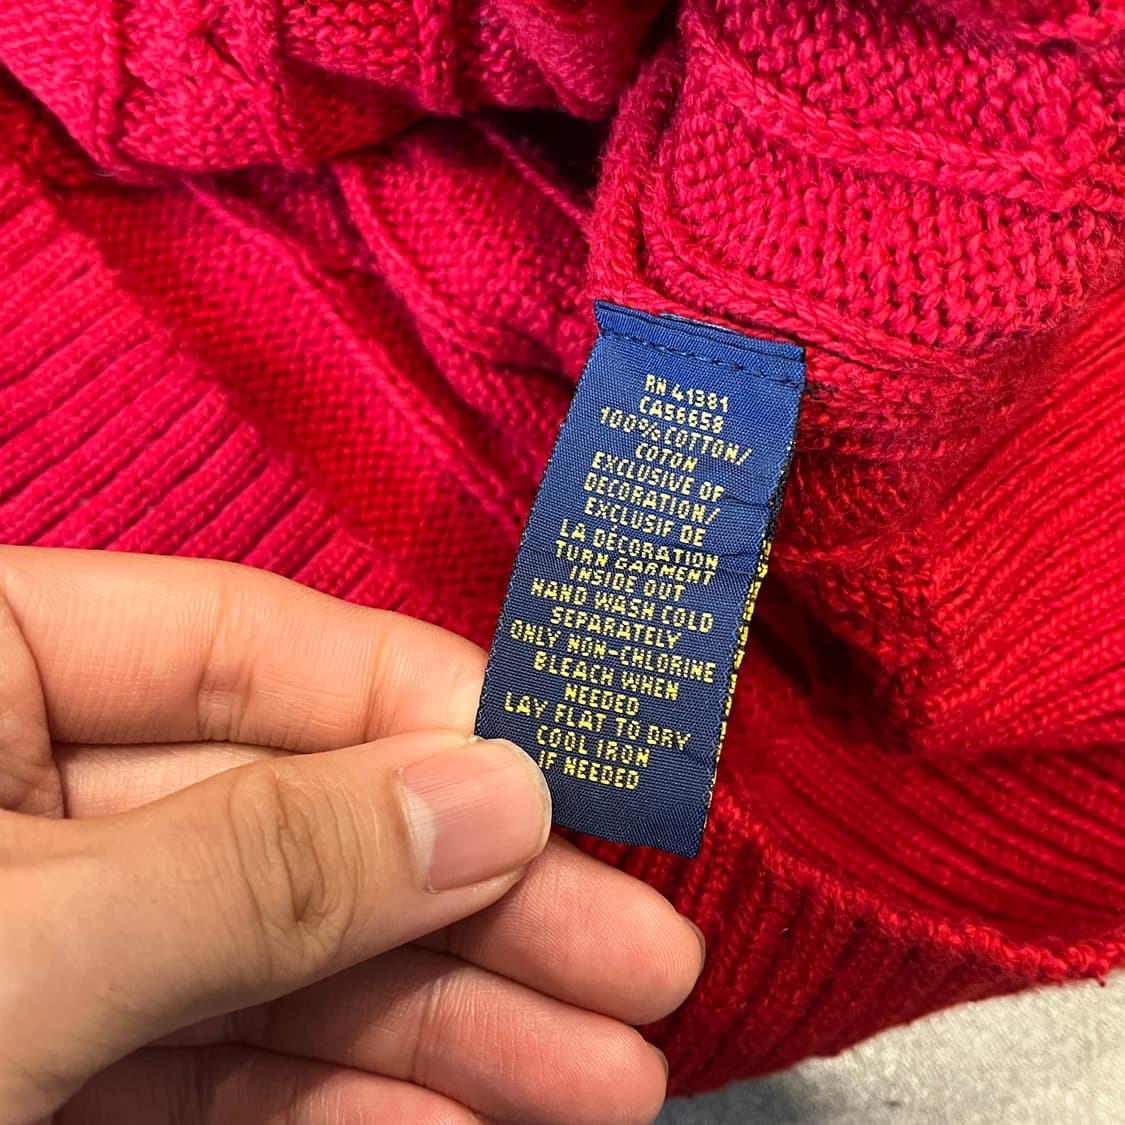 RN 41381
CA56658
100% COTTON/
COTON
EXCLUSIVE OF
DECORATION/
EXCLUSIF DE
LA DÉCORATION
TURN GARMENT
INSIDE OUT
HAND WASH COLD
SEPARATELY
ONLY NON-CHLORINE
BLEACH WHEN
NEEDED
LAY FLAT TO DRY
COOL IRON
IF NEEDED